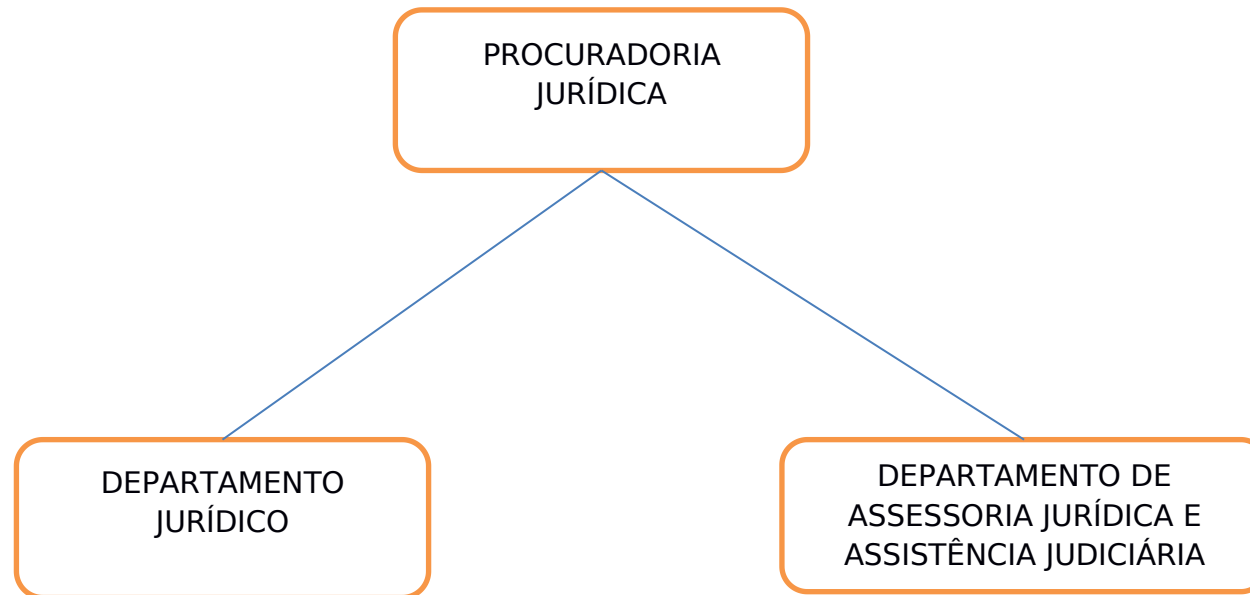 PROCURADORIA
JURÍDICA
DEPARTAMENTO
JURÍDICO
DEPARTAMENTO DE
ASSESSORIA JURÍDICA E
ASSISTÊNCIA JUDICIÁRIA